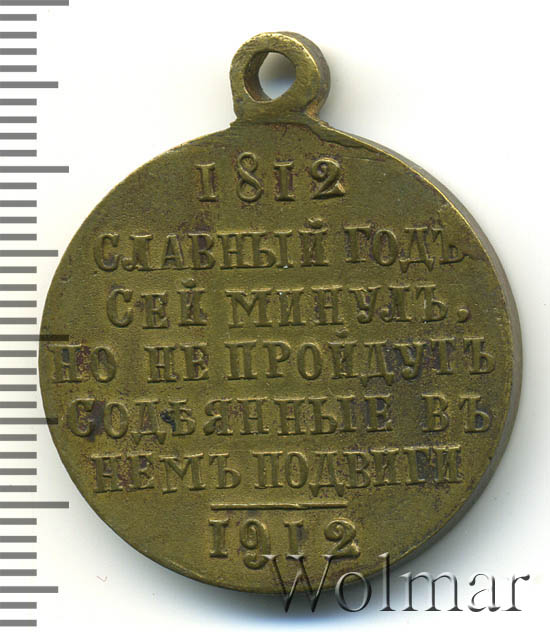 1812
СЛАВНЫЙ ГОДЪ
СЕЙ МИНУЛЪ,
НО НЕ ПРОЙДУТЪ
СОДѢЯННЫЕ ВЪ
НЕМЪ ПОДВИГИ
1912
Wolmar